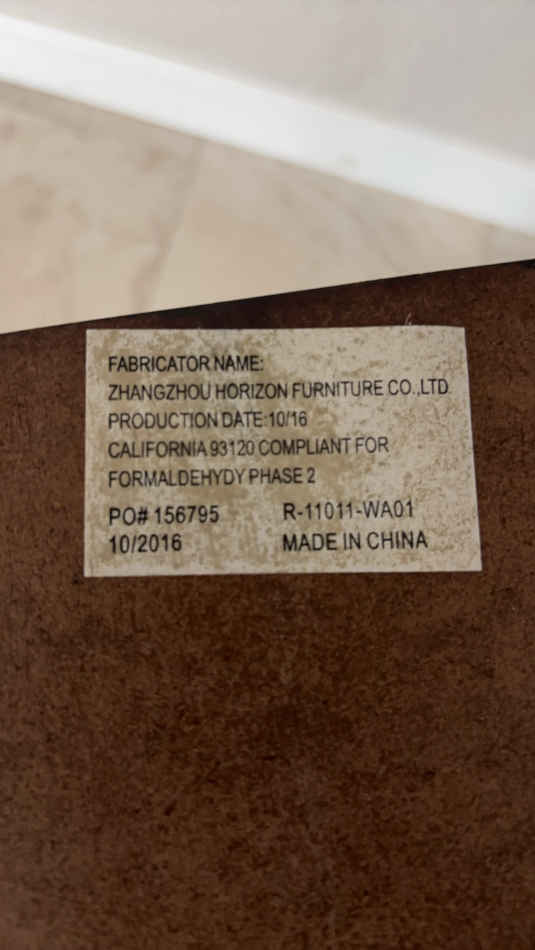 FABRICATOR NAME:
ZHANGZHOU HORIZON FURNITURE CO.,LTD
PRODUCTION DATE:10/16
CALIFORNIA 93120 COMPLIANT FOR
FORMALDEHYDY PHASE 2
PO# 156795 R-11011-WA01
10/2016 MADE IN CHINA